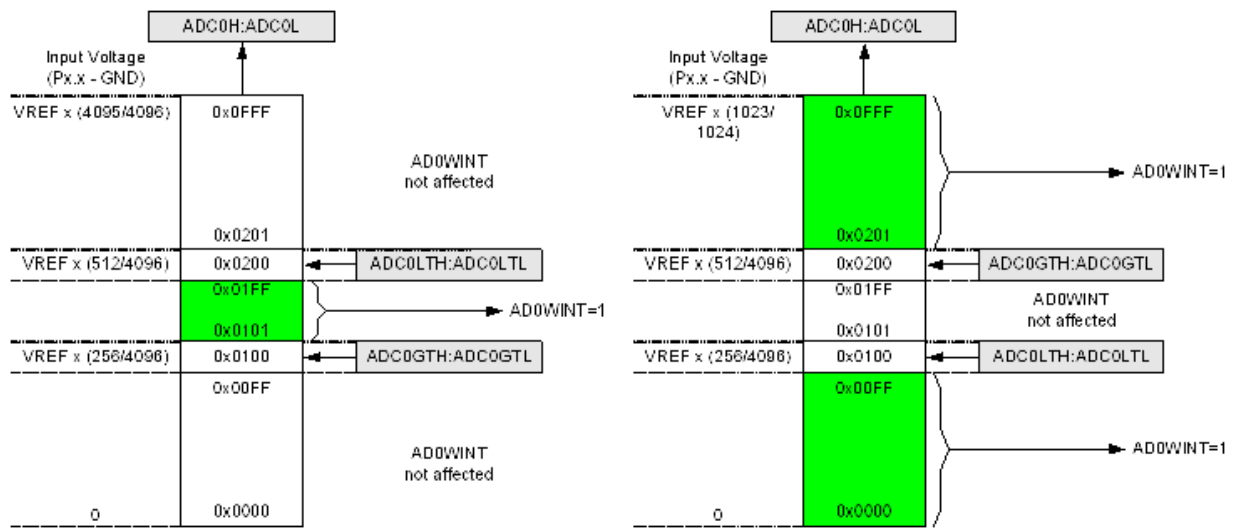 ADC0H:ADC0L
Input Voltage
(Px.x - GND)
VREF x (4095/4096)
0x0FFF
AD0WINT
not affected
0x0201
VREF x (512/4096)
0x0200
ADC0LTH:ADC0LTL
0x01FF
AD0WINT=1
0x0101
VREF x (256/4096)
0x0100
ADC0GTH:ADC0GTL
0x00FF
AD0WINT
not affected
0
0x0000
ADC0H:ADC0L
Input Voltage
(Px.x - GND)
VREF x (1023/
1024)
0x0FFF
AD0WINT=1
0x0201
VREF x (512/4096)
0x0200
ADC0GTH:ADC0GTL
0x01FF
AD0WINT
not affected
0x0101
VREF x (256/4096)
0x0100
ADC0LTH:ADC0LTL
0x00FF
AD0WINT=1
0
0x0000